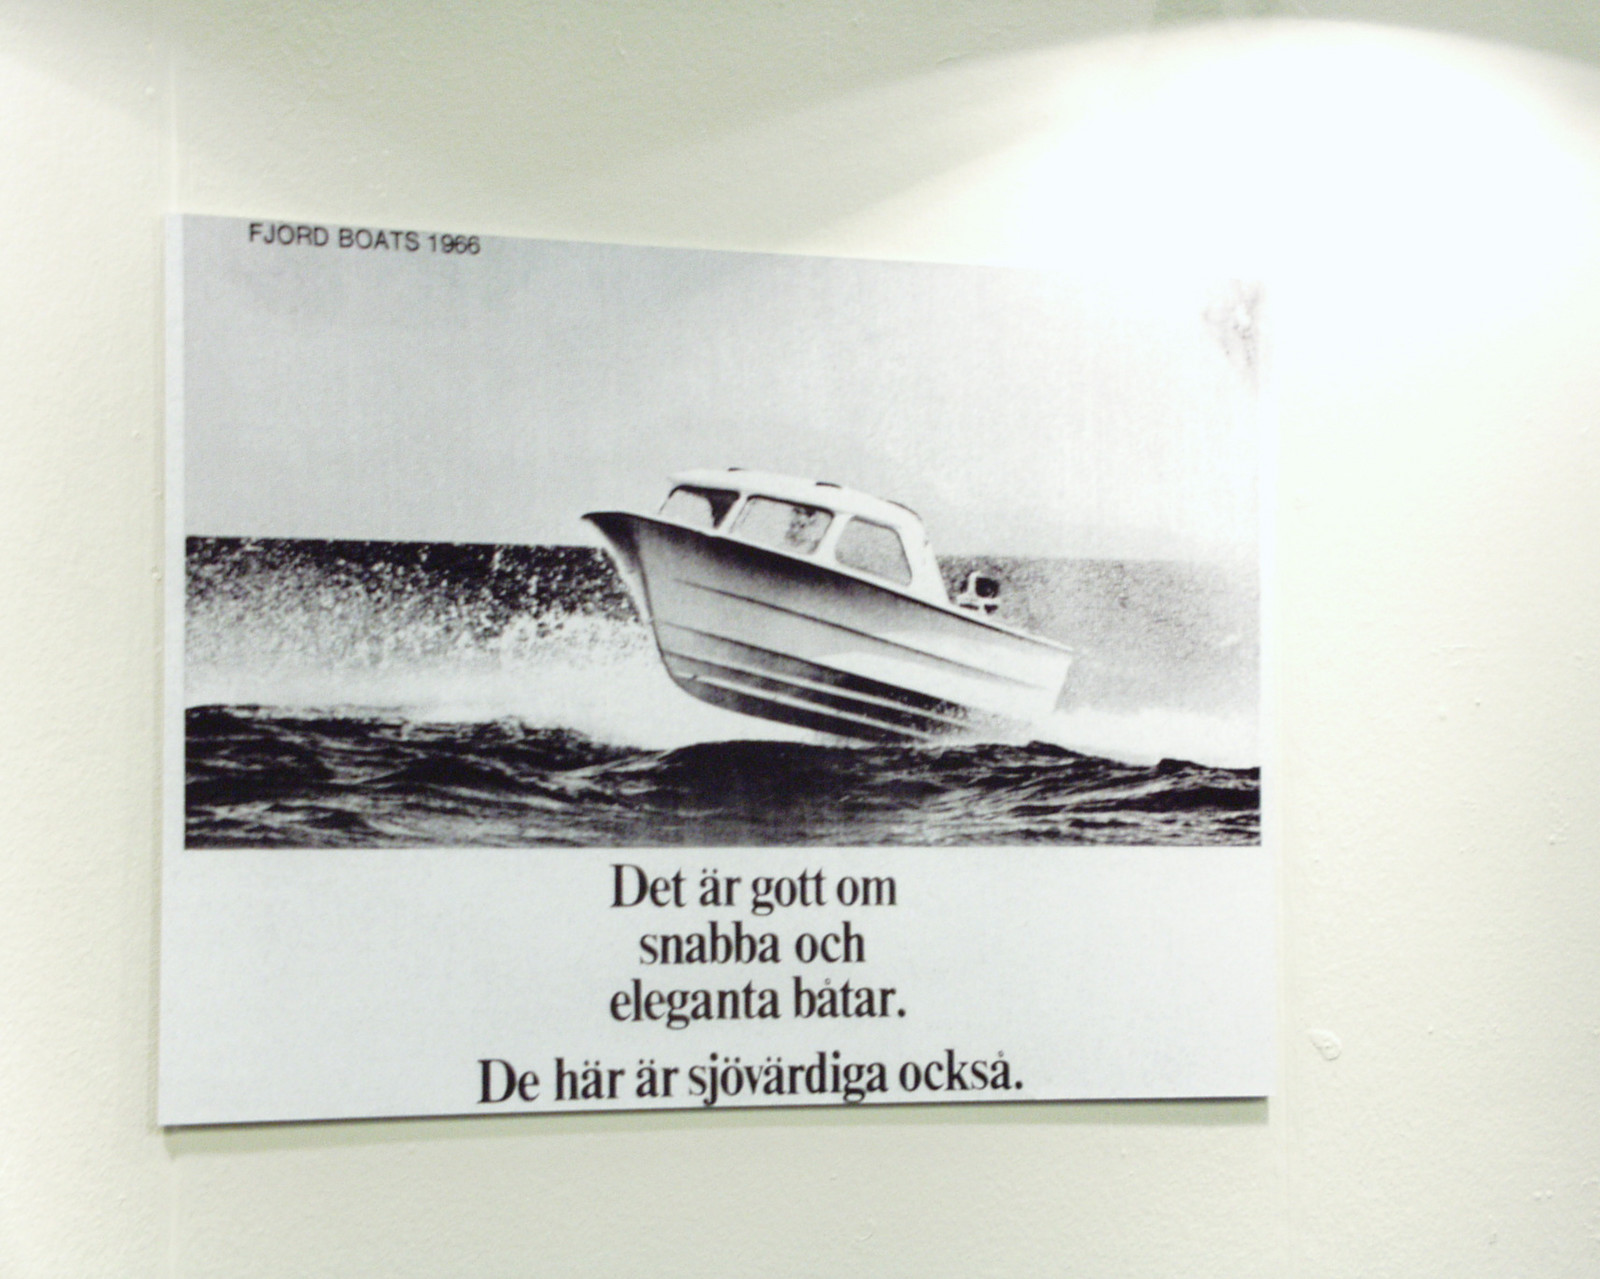 FJORD BOATS 1966
Det är gott om
snabba och
eleganta båtar.
De här är sjövärdiga också.